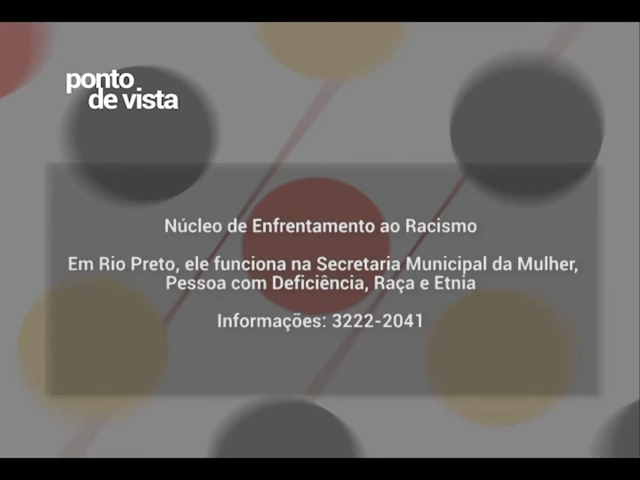 ponto
de vista
Núcleo de Enfrentamento ao Racismo
Em Rio Preto, ele funciona na Secretaria Municipal da Mulher,
Pessoa com Deficiência, Raça e Etnia
Informações: 3222-2041